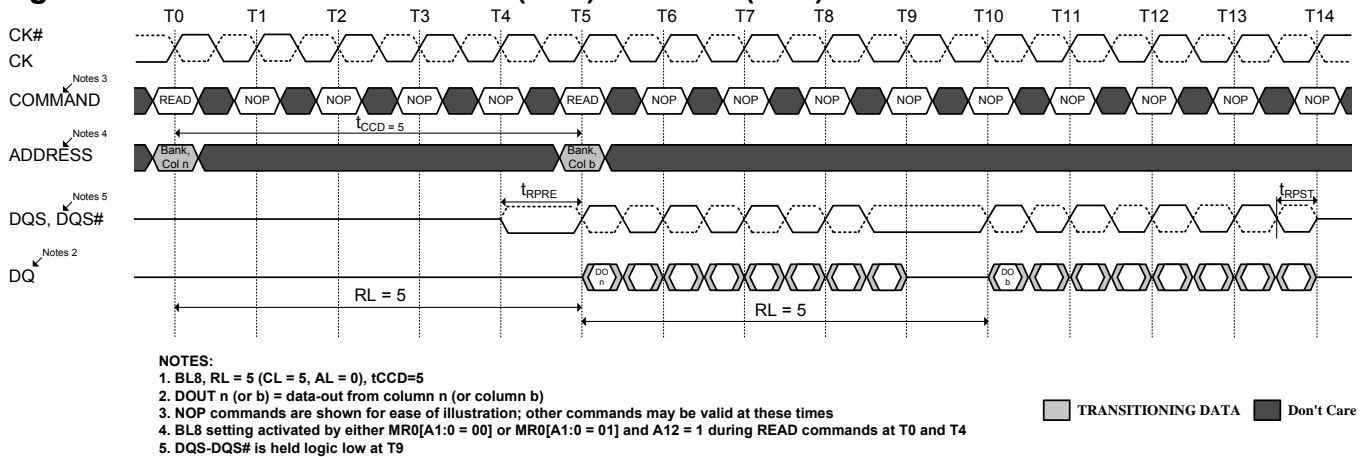 T0 T1 T2 T3 T4 T5 T6 T7 T8 T9 T10 T11 T12 T13 T14
CK#
CK
Notes 3
COMMAND
READ NOP NOP NOP NOP READ NOP NOP NOP NOP NOP NOP NOP NOP NOP
tCCD = 5
Notes 4
ADDRESS
Bank, Col n
Bank, Col b
Notes 5
DQS, DQS#
tRPRE
tRPST
Notes 2
DQ
DO n
DO b
RL = 5
RL = 5
NOTES:
1. BL8, RL = 5 (CL = 5, AL = 0), tCCD=5
2. DOUT n (or b) = data-out from column n (or column b)
3. NOP commands are shown for ease of illustration; other commands may be valid at these times
4. BL8 setting activated by either MR0[A1:0 = 00] or MR0[A1:0 = 01] and A12 = 1 during READ commands at T0 and T4
5. DQS-DQS# is held logic low at T9
TRANSITIONING DATA
Don't Care